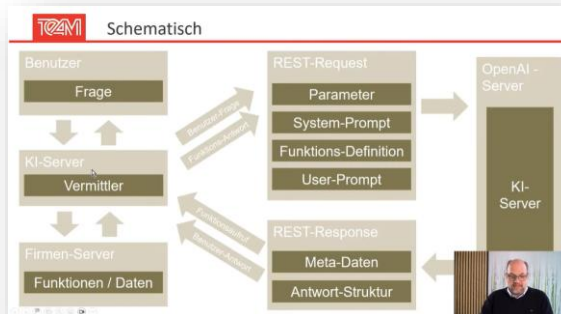 TEAM
Schematisch
Benutzer
Frage
KI-Server
Vermittler
Firmen-Server
Funktionen / Daten
Benutzer-Frage
Funktions-Antwort
Funktionsaufruf
Benutzer-Antwort
REST-Request
Parameter
System-Prompt
Funktions-Definition
User-Prompt
REST-Response
Meta-Daten
Antwort-Struktur
OpenAI -
Server
KI-
Server